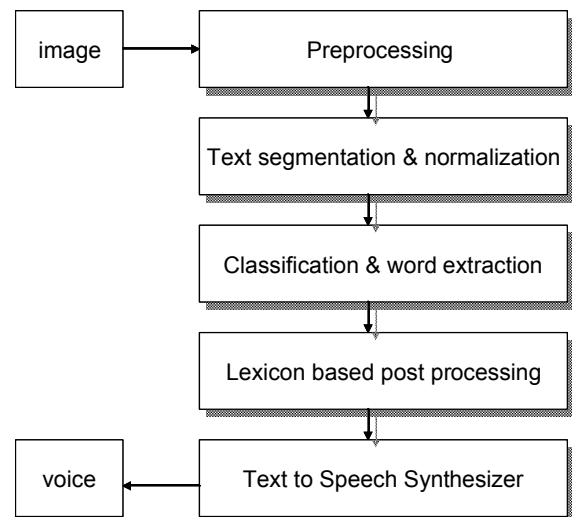 image
Preprocessing
Text segmentation & normalization
Classification & word extraction
Lexicon based post processing
voice
Text to Speech Synthesizer